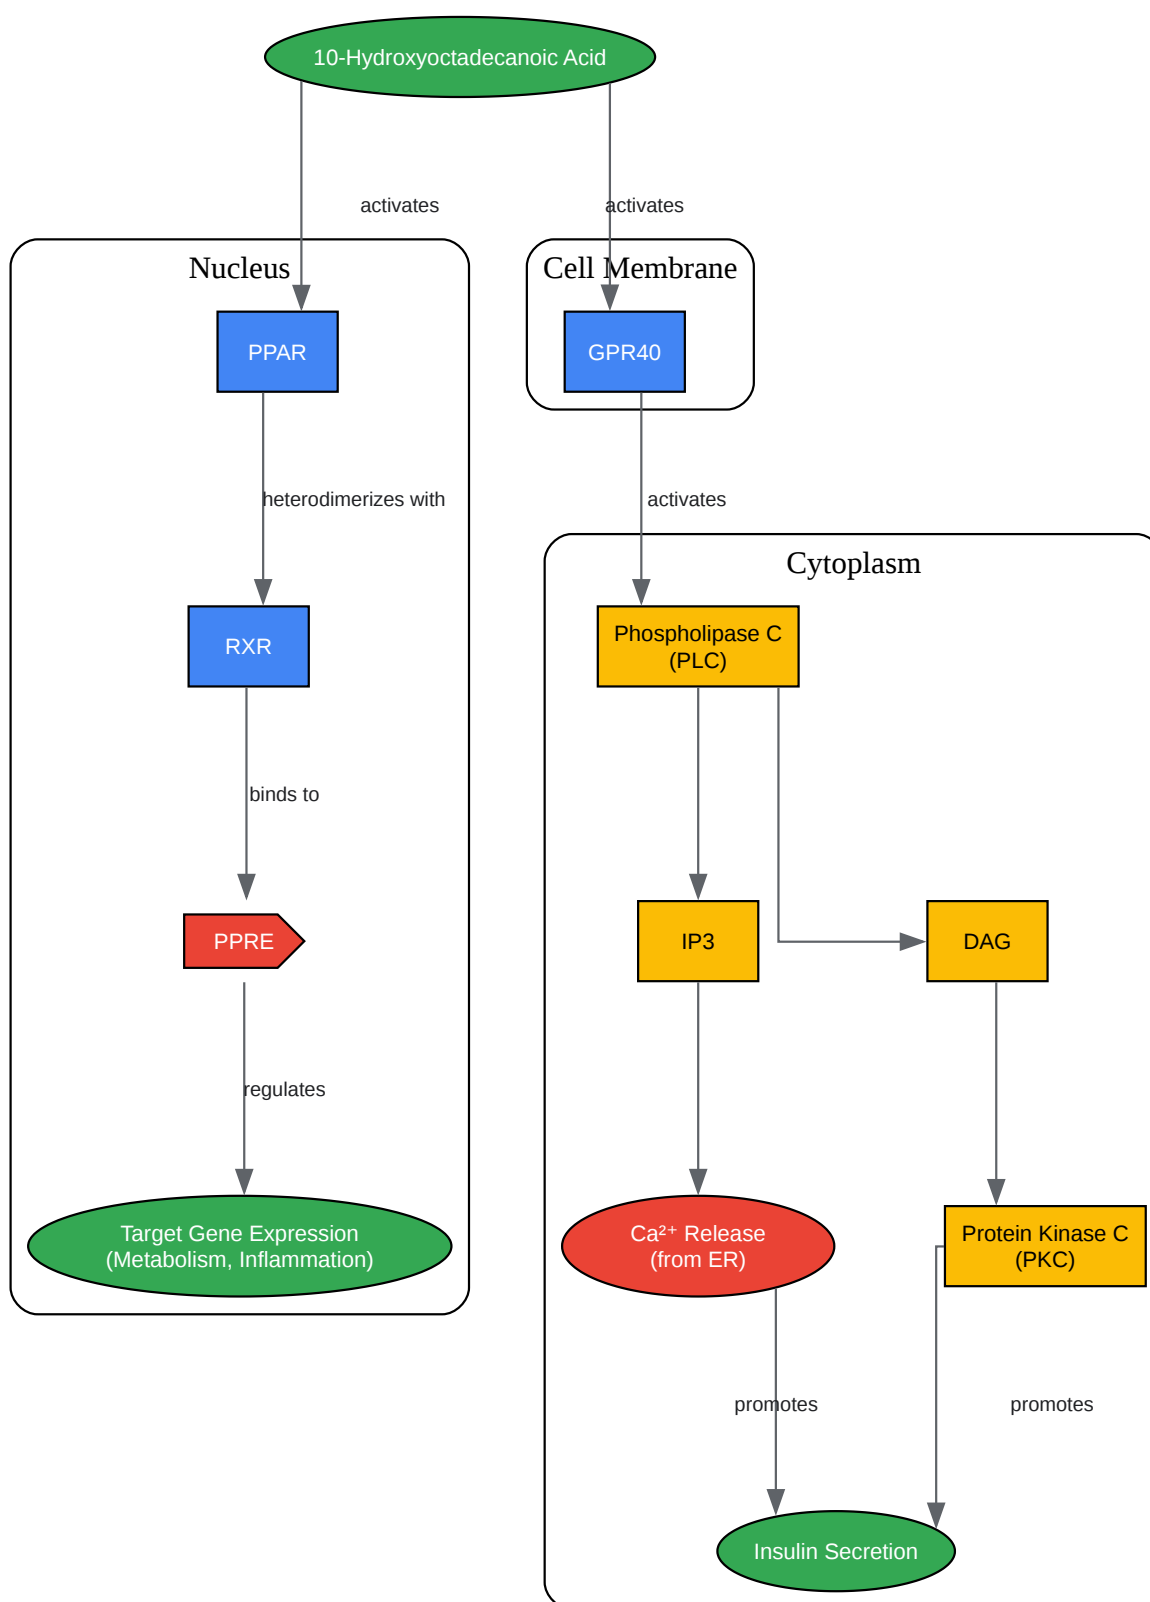 10-Hydroxyoctadecanoic Acid
activates
activates
Nucleus
Cell Membrane
PPAR
GPR40
heterodimerizes with
activates
Cytoplasm
RXR
Phospholipase C
(PLC)
binds to
PPRE
IP3
DAG
regulates
Target Gene Expression
(Metabolism, Inflammation)
Ca²⁺ Release
(from ER)
Protein Kinase C
(PKC)
promotes
promotes
Insulin Secretion